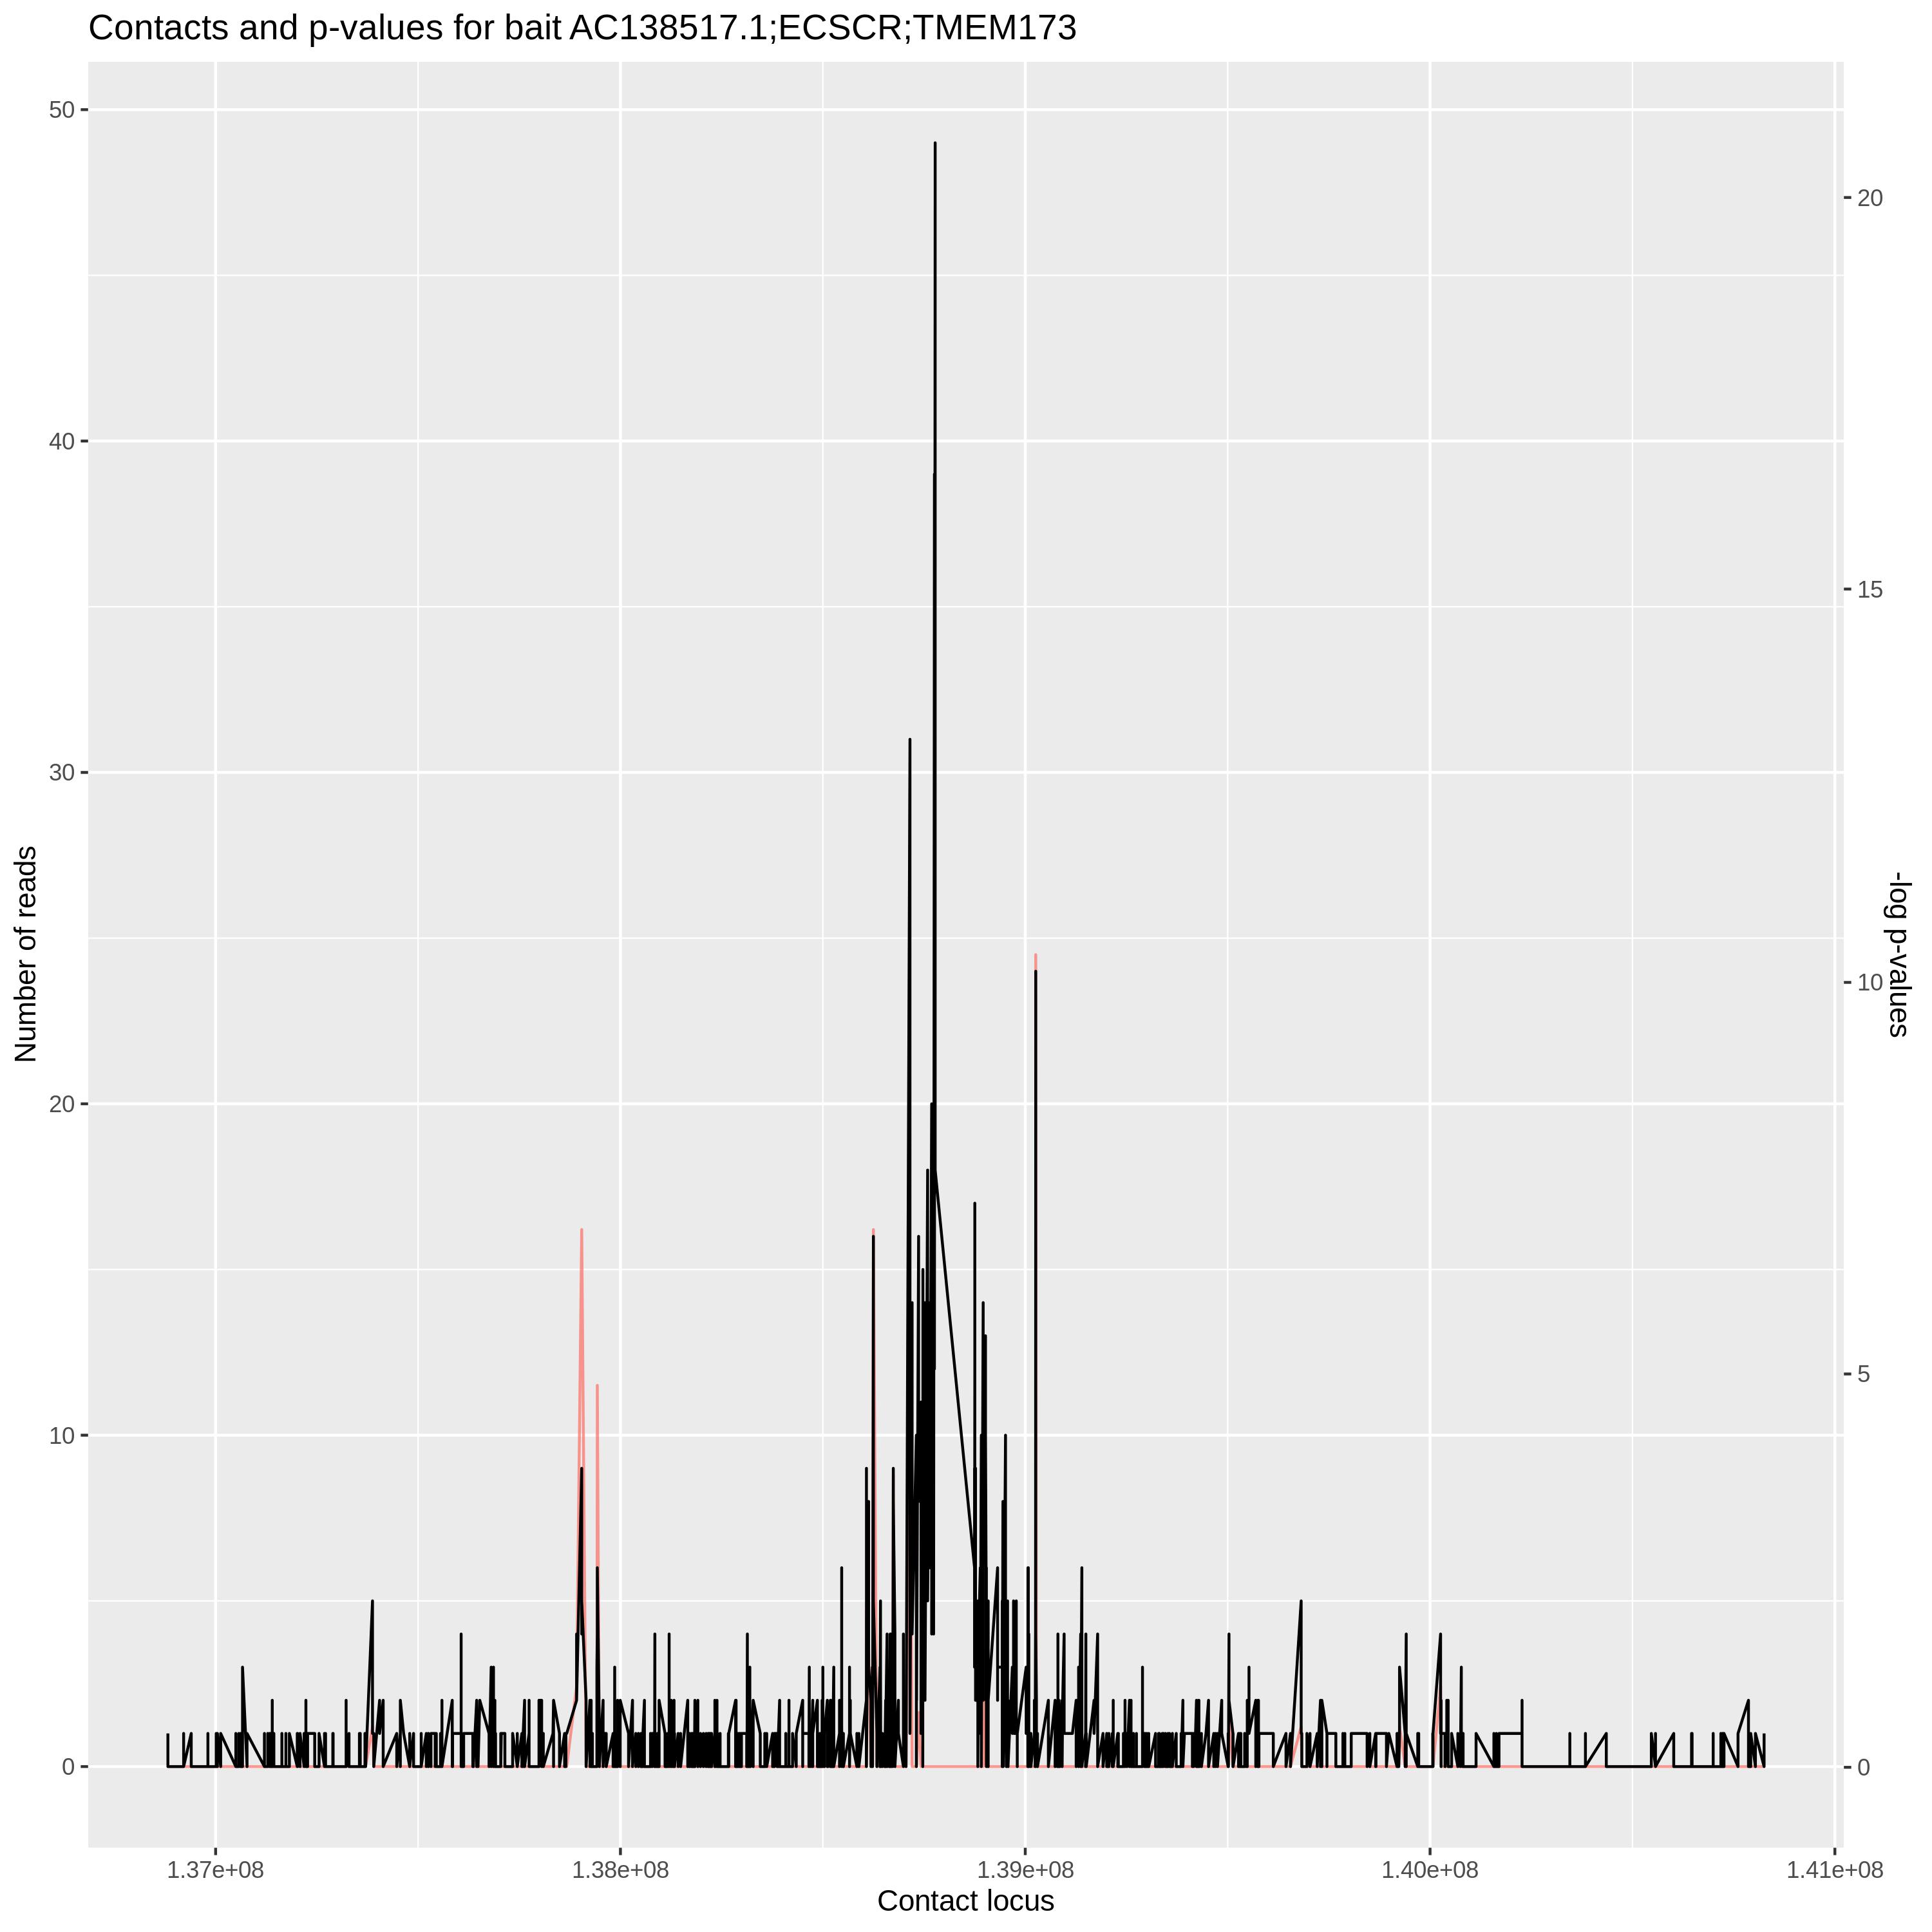 Contacts and p-values for bait AC138517.1;ECSCR;TMEM173
50
40
30
20
10
0
Number of reads
20
15
10
5
0
-log p-values
1.37e+08
1.38e+08
1.39e+08
1.40e+08
1.41e+08
Contact locus